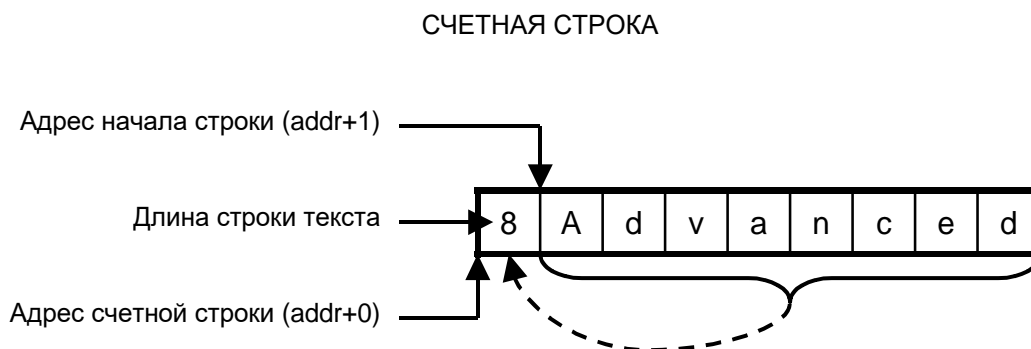 СЧЕТНАЯ СТРОКА
Адрес начала строки (addr+1)
Длина строки текста
8 A d v a n c e d
Адрес счетной строки (addr+0)